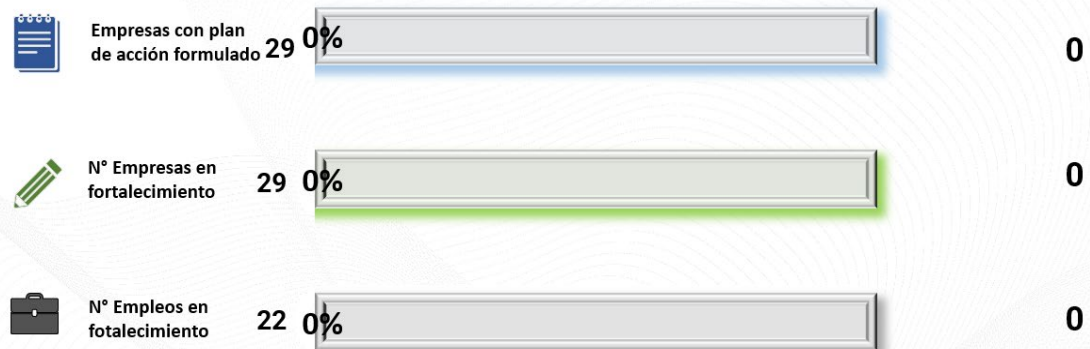 Empresas con plan
de acción formulado 29 0% 0
N° Empresas en
fortalecimiento 29 0% 0
N° Empleos en
fotalecimiento 22 0% 0